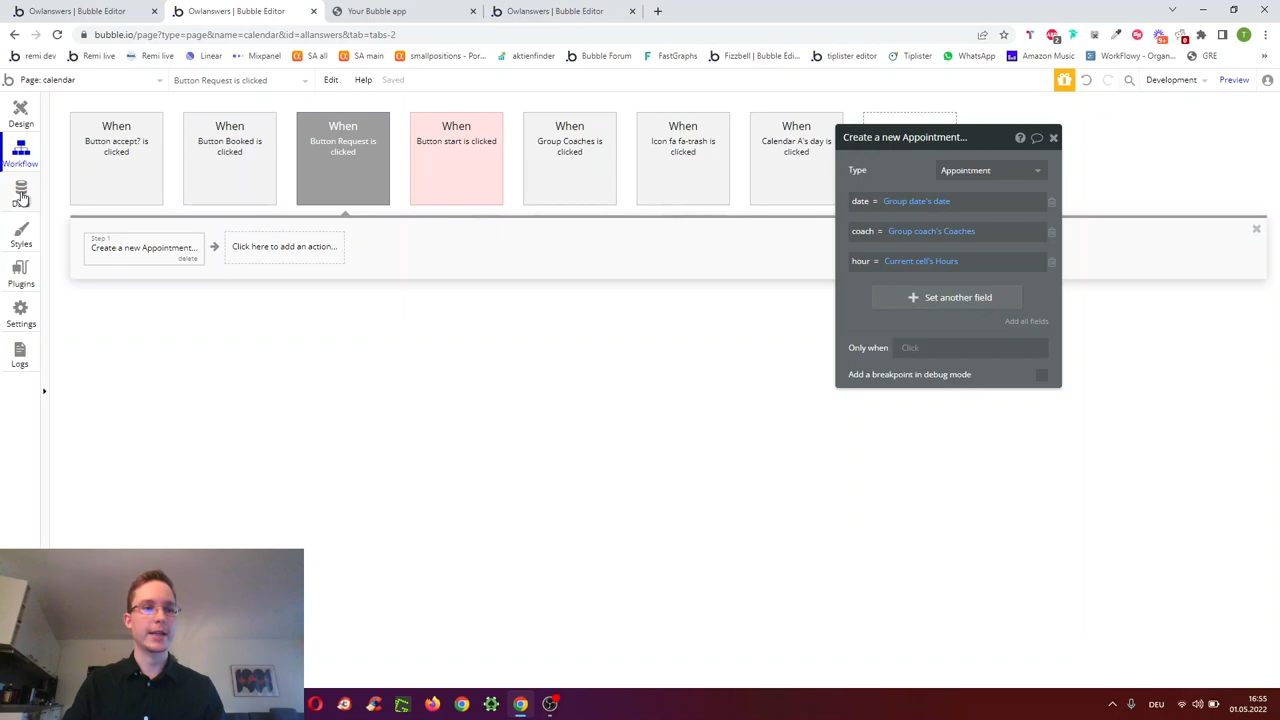 Owlanswers | Bubble Editor
Owlanswers | Bubble Editor
Your Bubble app
Owlanswers | Bubble Editor
bubble.io/page?type=page&name=calendar&id=allanswers&tab=tabs-2
remi dev
Remi live
Remi live
Linear
Mixpanel
SA all
SA main
smallposition - Por...
aktienfinder
Bubble Forum
FastGraphs
Fizzbell | Bubble Edi...
tiplister editor
Tiplister
WhatsApp
Amazon Music
WorkFlowy - Organ...
GRE
Page: calendar
Button Request is clicked
Edit
Help
Saved
Development
Preview
Design
Workflow
Styles
Plugins
Settings
Logs
When
Button accept? is
clicked
When
Button Booked is
clicked
When
Button Request is
clicked
When
Button start is clicked
When
Group Coaches is
clicked
When
Icon fa fa-trash is
clicked
When
Calendar A's day is
clicked
Step 1
Create a new Appointment...
delete
Click here to add an action...
Create a new Appointment...
Type
Appointment
date = Group date's date
coach = Group coach's Coaches
hour = Current cell's Hours
Set another field
Add all fields
Only when
Click
Add a breakpoint in debug mode
DEU
16:55
01.05.2022